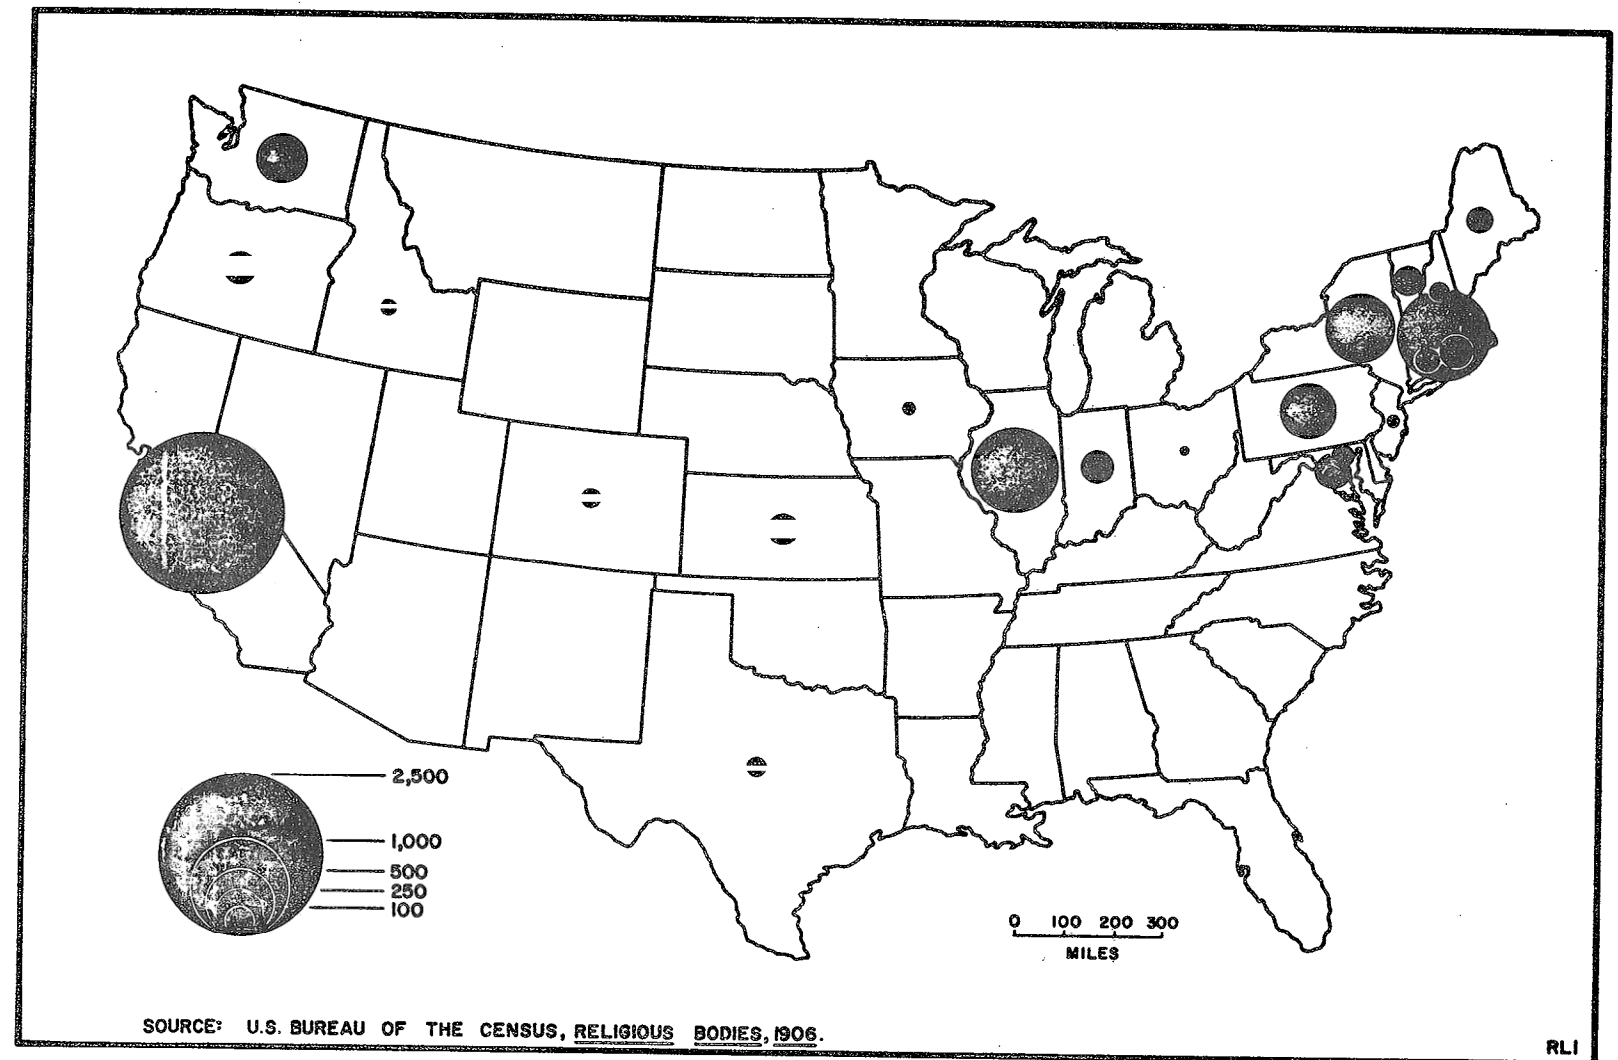 2,500
1,000
500
250
100
0 100 200 300
MILES
SOURCE: U.S. BUREAU OF THE CENSUS, RELIGIOUS BODIES, 1906.
RLI